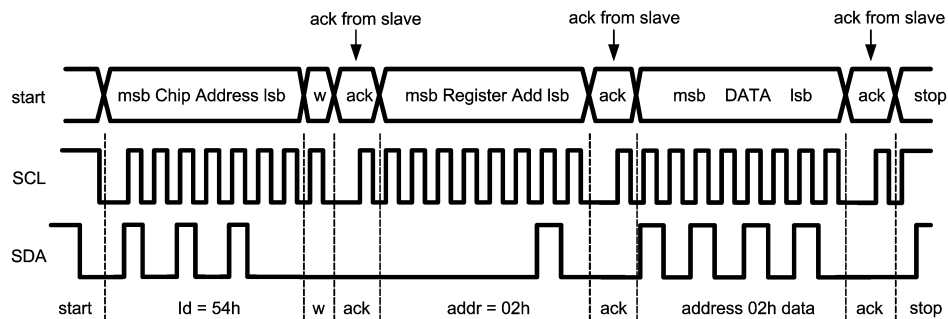 ack from slave ack from slave ack from slave
start msb Chip Address lsb w ack msb Register Add lsb ack msb DATA lsb ack stop
SCL
SDA
start Id = 54h w ack addr = 02h ack address 02h data ack stop